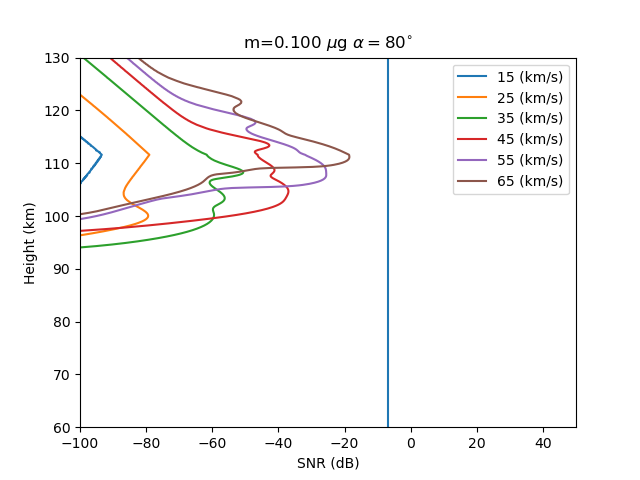 m=0.100 μg α = 80°
130
120
110
100
90
80
70
60
Height (km)
15 (km/s)
25 (km/s)
35 (km/s)
45 (km/s)
55 (km/s)
65 (km/s)
−100 −80 −60 −40 −20 0 20 40
SNR (dB)